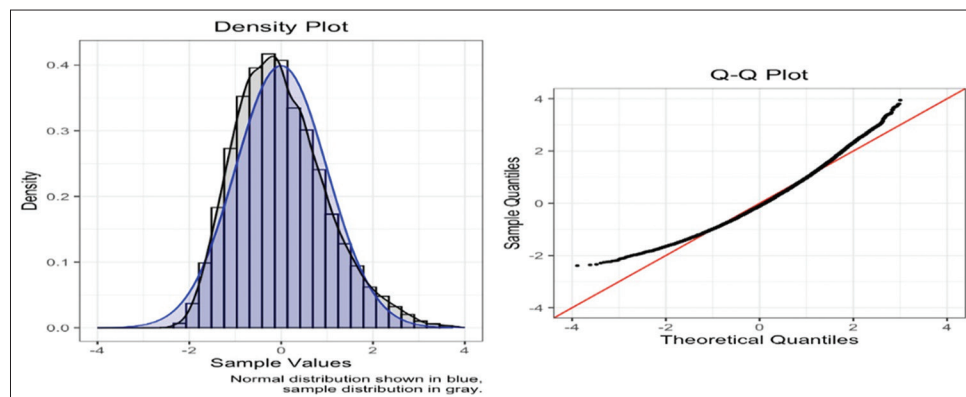 Density Plot
Density
0.4
0.3
0.2
0.1
0.0
-4
-2
0
2
4
Sample Values
Normal distribution shown in blue,
sample distribution in gray.
Q-Q Plot
Sample Quantiles
4
2
0
-2
-4
-4
-2
0
2
4
Theoretical Quantiles